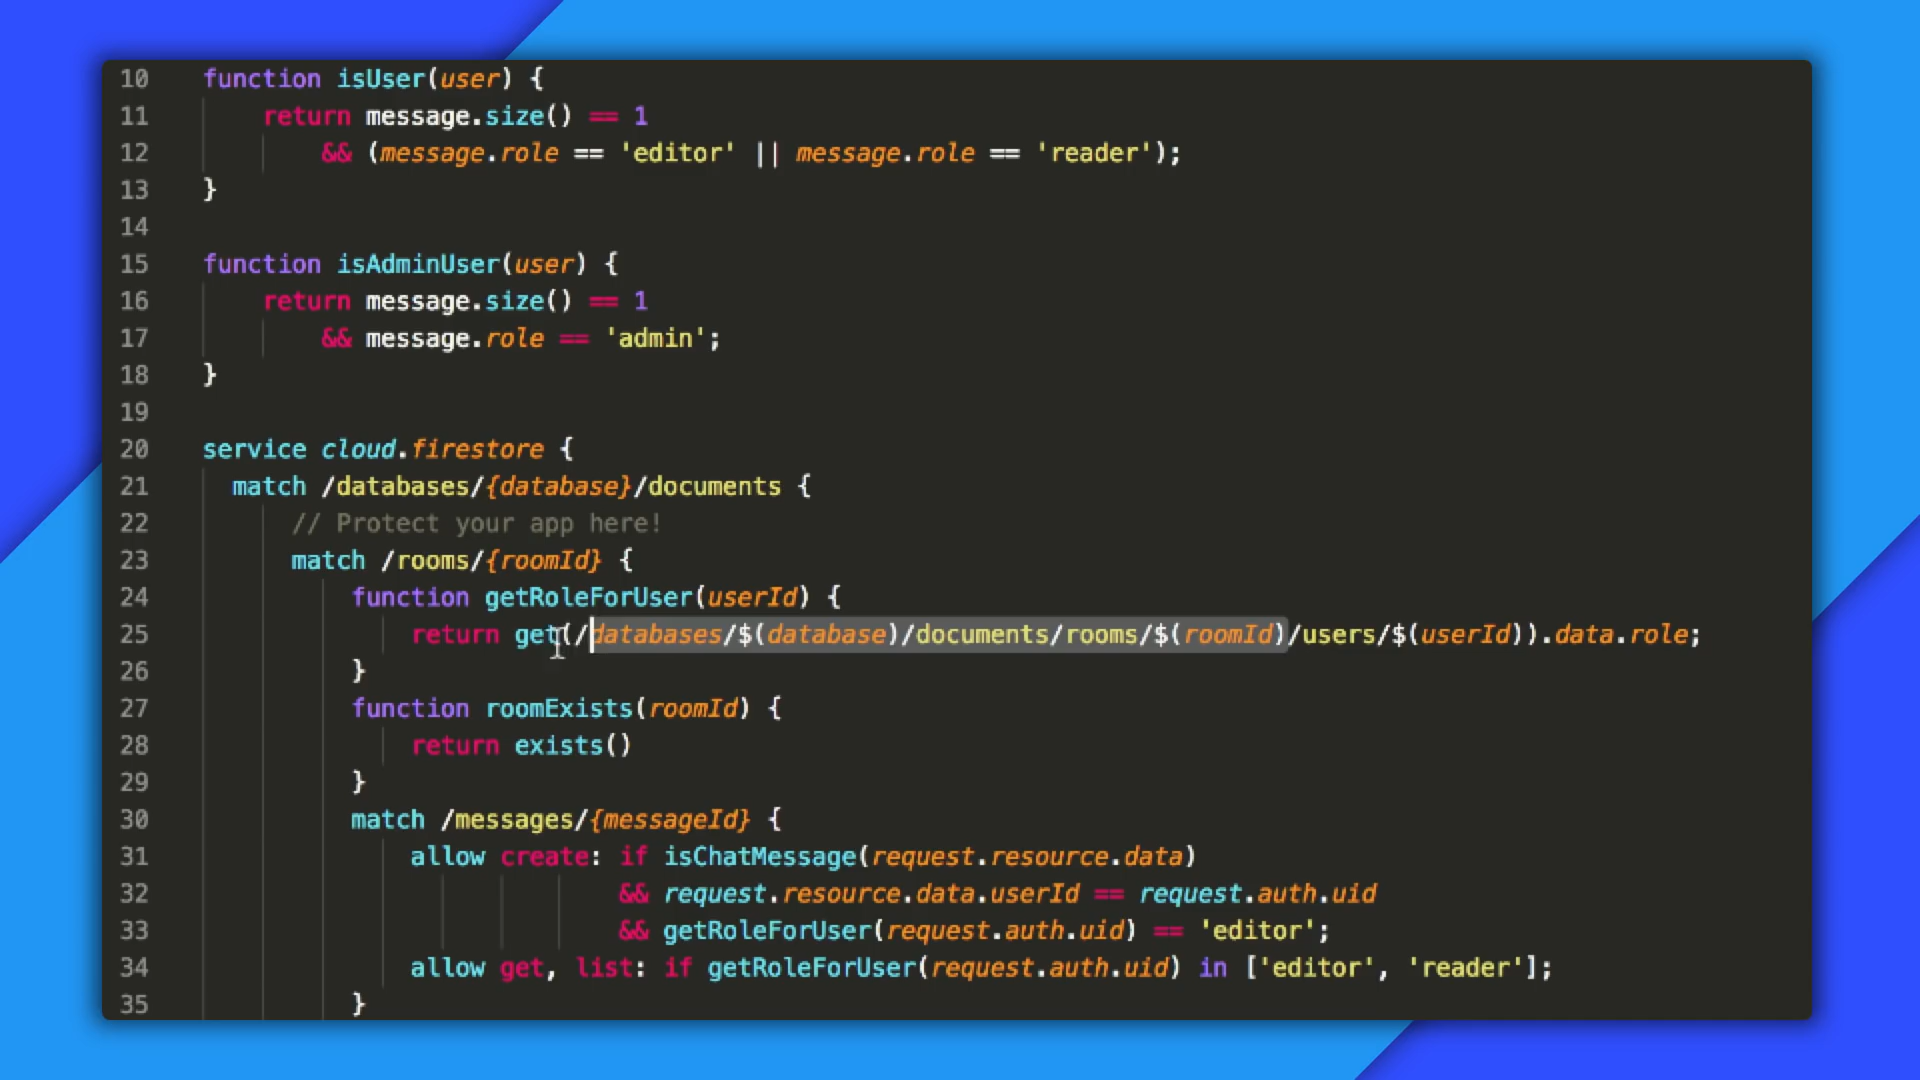 10 function isUser(user) {
11 return message.size() == 1
12 && (message.role == 'editor' || message.role == 'reader');
13 }
14
15 function isAdminUser(user) {
16 return message.size() == 1
17 && message.role == 'admin';
18 }
19
20 service cloud.firestore {
21 match /databases/{database}/documents {
22 // Protect your app here!
23 match /rooms/{roomId} {
24 function getRoleForUser(userId) {
25 return get(/databases/$(database)/documents/rooms/$(roomId)/users/$(userId)).data.role;
26 }
27 function roomExists(roomId) {
28 return exists()
29 }
30 match /messages/{messageId} {
31 allow create: if isChatMessage(request.resource.data)
32 && request.resource.data.userId == request.auth.uid
33 && getRoleForUser(request.auth.uid) == 'editor';
34 allow get, list: if getRoleForUser(request.auth.uid) in ['editor', 'reader'];
35 }